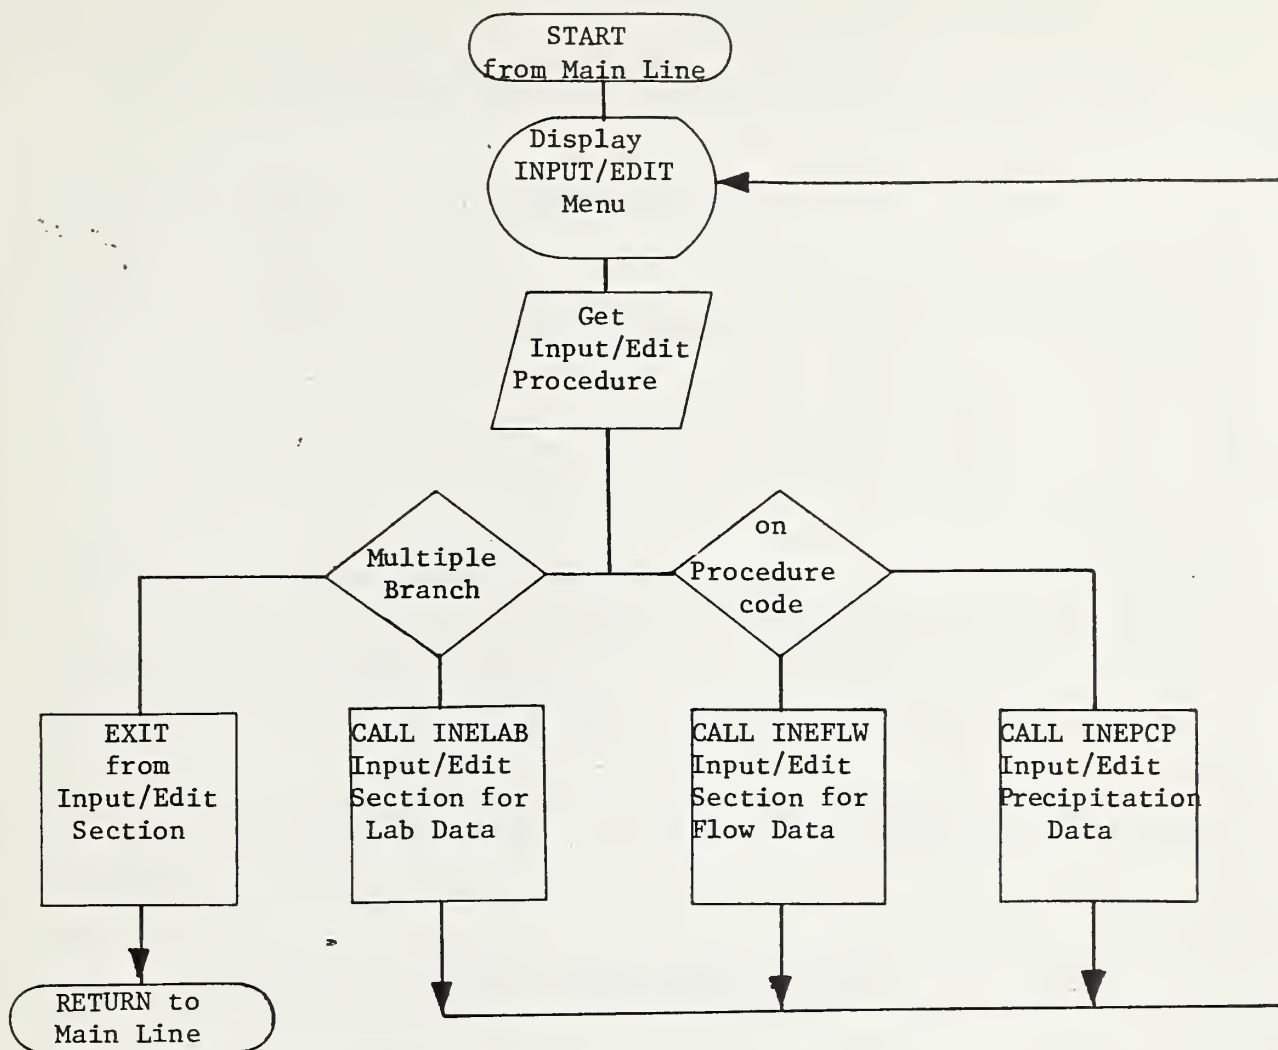 START
from Main Line
Display
INPUT/EDIT
Menu
Get
Input/Edit
Procedure
Multiple
Branch
on
Procedure
code
EXIT
from
Input/Edit
Section
CALL INELAB
Input/Edit
Section for
Lab Data
CALL INEFLW
Input/Edit
Section for
Flow Data
CALL INEPCP
Input/Edit
Precipitation
Data
RETURN to
Main Line